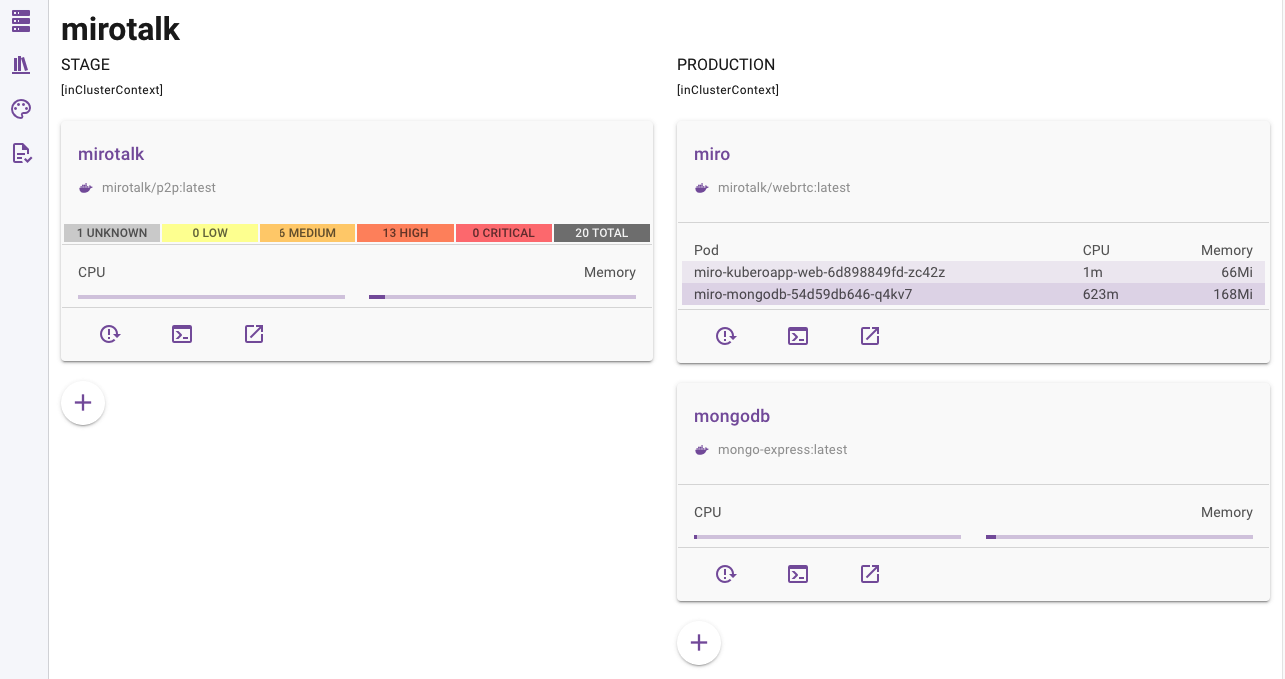 mirotalk
STAGE
[inClusterContext]
mirotalk
mirotalk/p2p:latest
1 UNKNOWN 0 LOW 6 MEDIUM 13 HIGH 0 CRITICAL 20 TOTAL
CPU Memory
PRODUCTION
[inClusterContext]
miro
mirotalk/webrtc:latest
Pod CPU Memory
miro-kuberoapp-web-6d898849fd-zc42z 1m 66Mi
miro-mongodb-54d59db646-q4kv7 623m 168Mi
mongodb
mongo-express:latest
CPU Memory